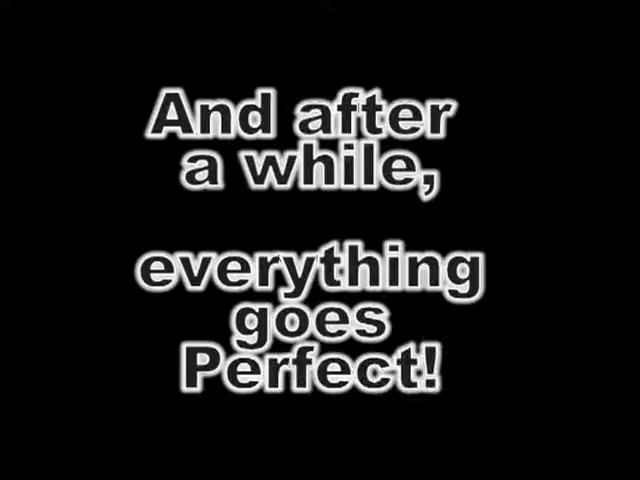 And after
a while,
everything
goes
Perfect!